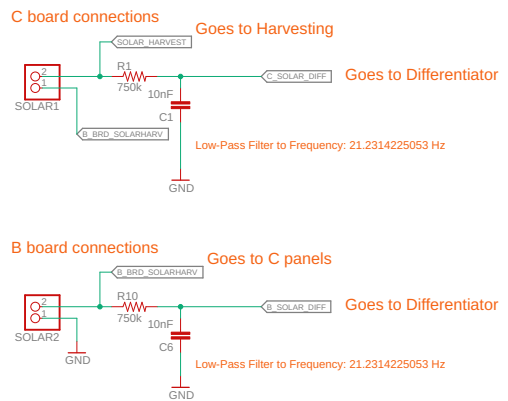 C board connections
Goes to Harvesting
SOLAR_HARVEST
R1
2
1
750k
C_SOLAR_DIFF
Goes to Differentiator
10nF
SOLAR1
C1
B_BRD_SOLARHARV
Low-Pass Filter to Frequency: 21.2314225053 Hz
GND
B board connections
Goes to C panels
B_BRD_SOLARHARV
R10
2
1
750k
B_SOLAR_DIFF
Goes to Differentiator
10nF
SOLAR2
C6
GND
Low-Pass Filter to Frequency: 21.2314225053 Hz
GND